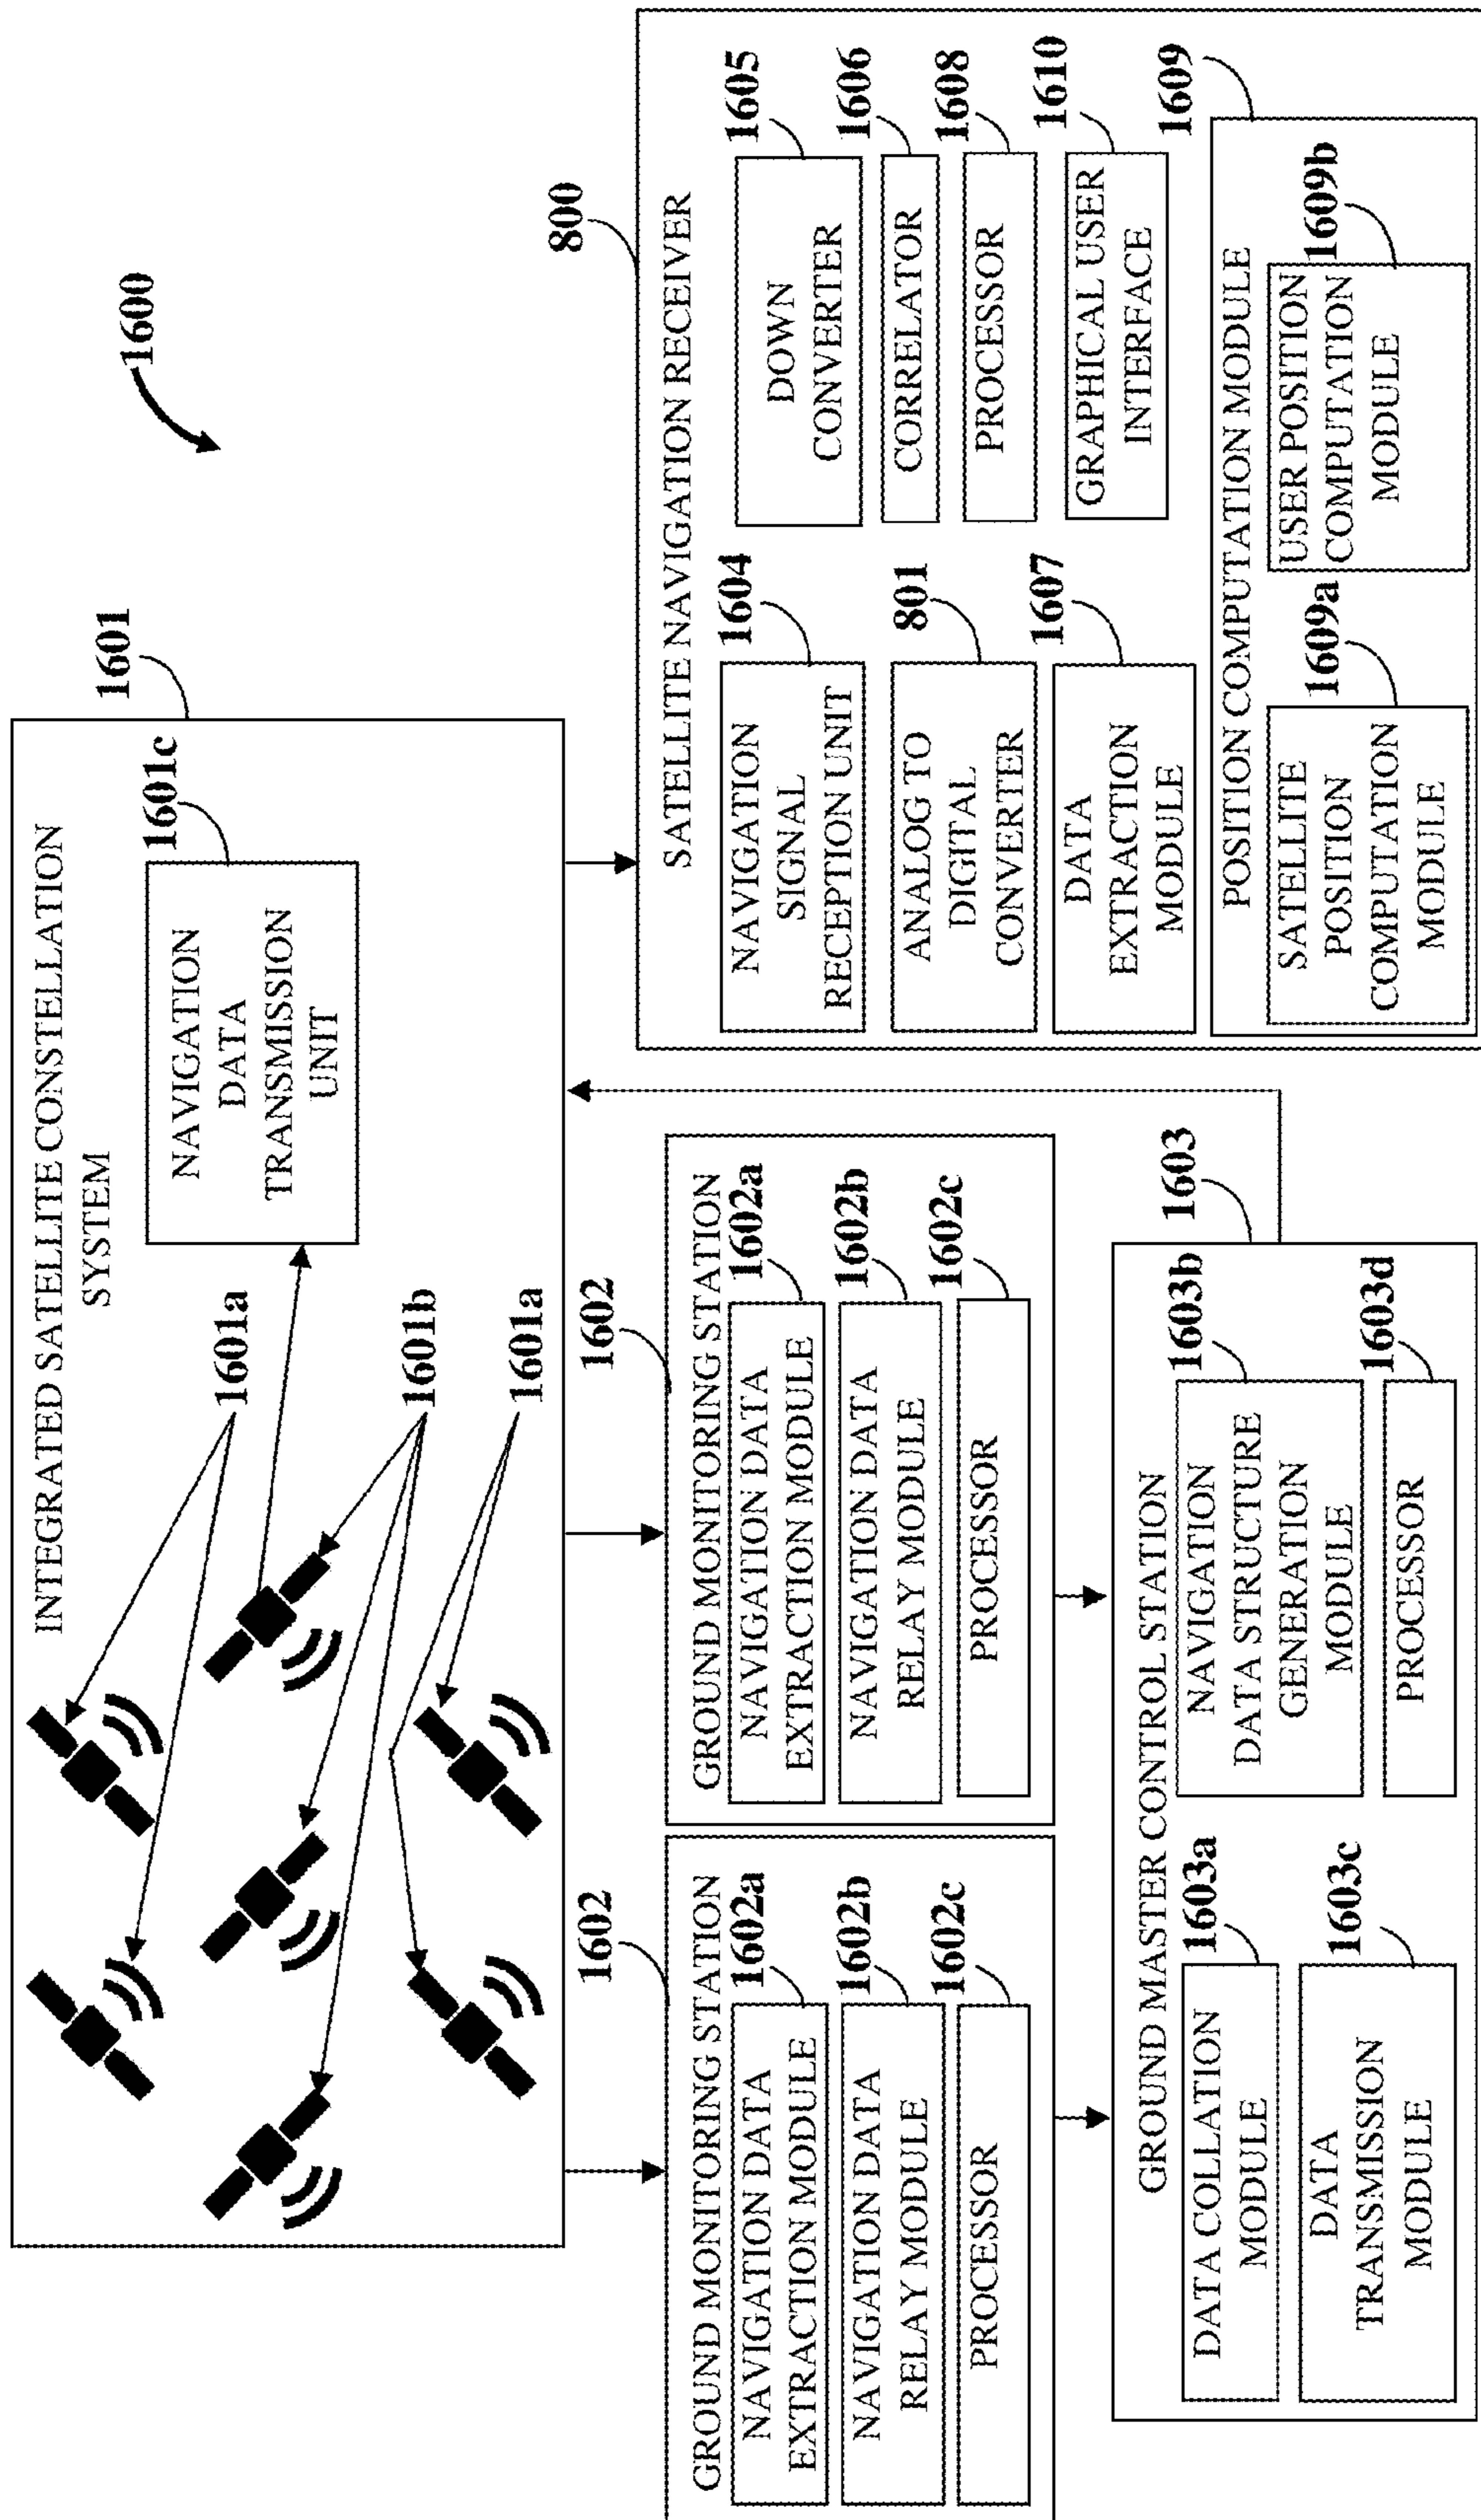 1600
INTEGRATED SATELLITE CONSTELLATION
SYSTEM
1601
1601a
1601b
1601a
1601c
NAVIGATION
DATA
TRANSMISSION
UNIT
1602
GROUND MONITORING STATION
1602a
NAVIGATION DATA
EXTRACTION MODULE
1602b
NAVIGATION DATA
RELAY MODULE
1602c
PROCESSOR
1602
GROUND MONITORING STATION
1602a
NAVIGATION DATA
EXTRACTION MODULE
1602b
NAVIGATION DATA
RELAY MODULE
1602c
PROCESSOR
1603
GROUND MASTER CONTROL STATION
1603a
DATA COLLATION
MODULE
1603b
NAVIGATION
DATA STRUCTURE
GENERATION
MODULE
1603c
DATA
TRANSMISSION
MODULE
1603d
PROCESSOR
800
SATELLITE NAVIGATION RECEIVER
1604
NAVIGATION
SIGNAL
RECEPTION UNIT
1605
DOWN
CONVERTER
801
ANALOG TO
DIGITAL
CONVERTER
1606
CORRELATOR
1608
PROCESSOR
1607
DATA
EXTRACTION
MODULE
1610
GRAPHICAL USER
INTERFACE
1609
POSITION COMPUTATION MODULE
1609a
SATELLITE
POSITION
COMPUTATION
MODULE
1609b
USER POSITION
COMPUTATION
MODULE